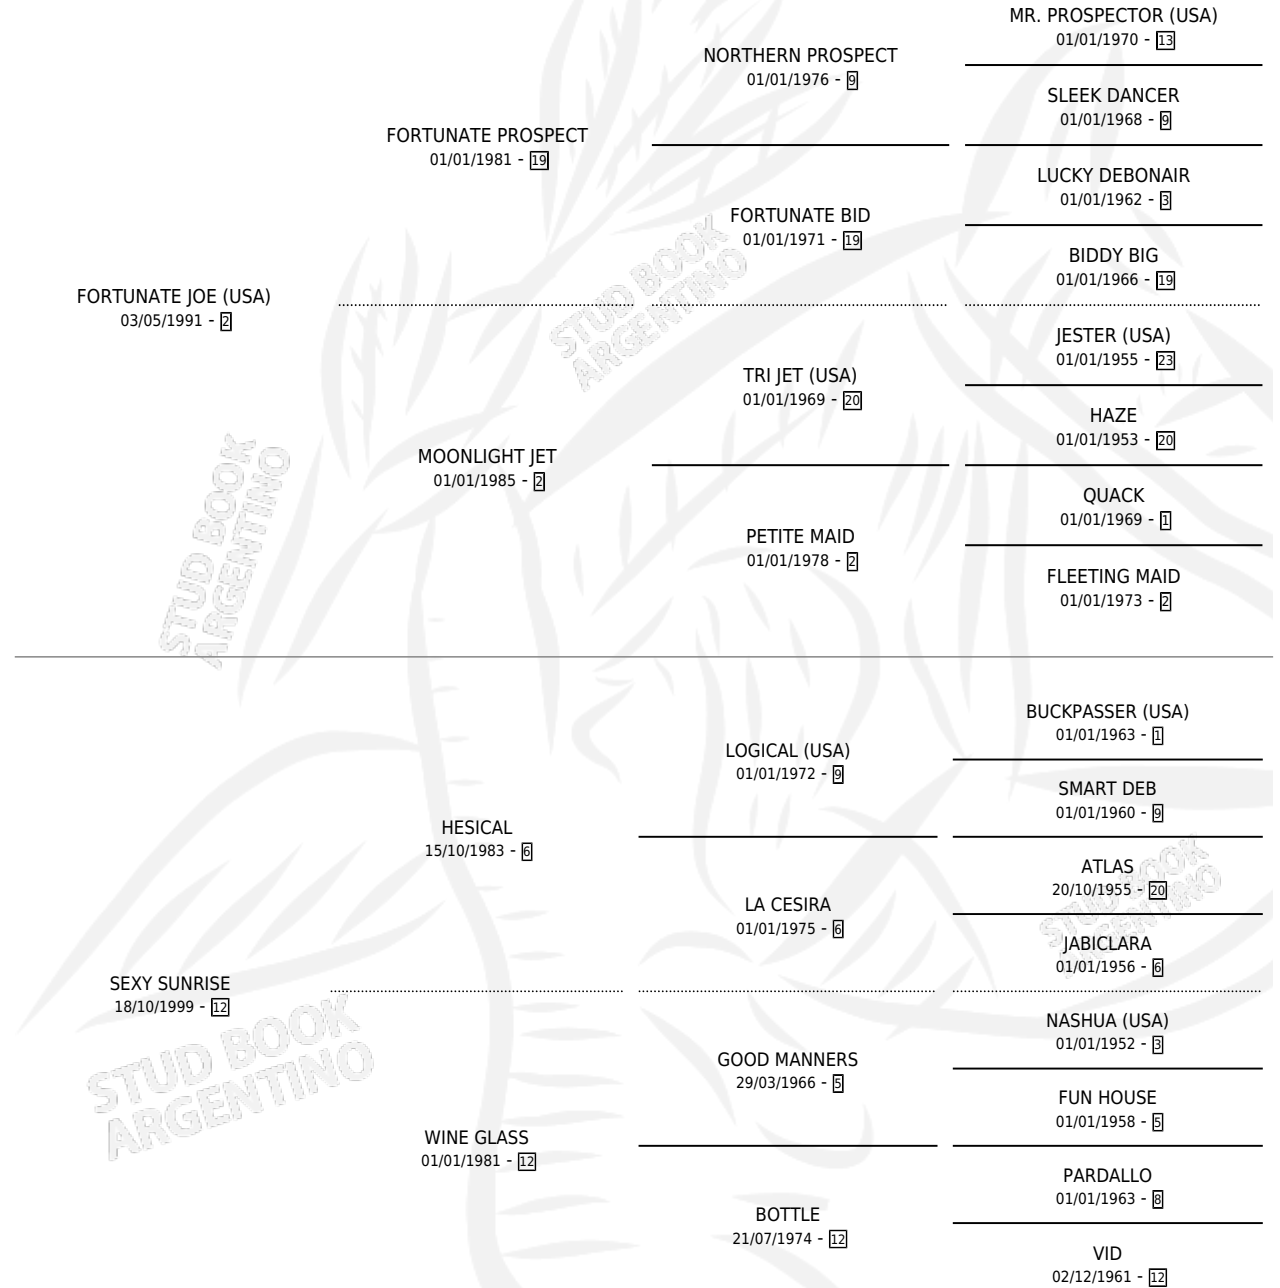 MR. PROSPECTOR (USA)
01/01/1970 - 13
NORTHERN PROSPECT
01/01/1976 - 9
SLEEK DANCER
01/01/1968 - 9
FORTUNATE PROSPECT
01/01/1981 - 19
LUCKY DEBONAIR
01/01/1962 - 3
FORTUNATE BID
01/01/1971 - 19
BIDDY BIG
01/01/1966 - 19
FORTUNATE JOE (USA)
03/05/1991 - 2
JESTER (USA)
01/01/1955 - 23
TRI JET (USA)
01/01/1969 - 20
HAZE
01/01/1953 - 20
MOONLIGHT JET
01/01/1985 - 2
QUACK
01/01/1969 - 1
PETITE MAID
01/01/1978 - 2
FLEETING MAID
01/01/1973 - 2
BUCKPASSER (USA)
01/01/1963 - 1
LOGICAL (USA)
01/01/1972 - 9
SMART DEB
01/01/1960 - 9
HESICAL
15/10/1983 - 6
ATLAS
20/10/1955 - 20
LA CESIRA
01/01/1975 - 6
JABICLARA
01/01/1956 - 6
SEXY SUNRISE
18/10/1999 - 12
NASHUA (USA)
01/01/1952 - 3
GOOD MANNERS
29/03/1966 - 5
FUN HOUSE
01/01/1958 - 5
WINE GLASS
01/01/1981 - 12
PARDALLO
01/01/1963 - 8
BOTTLE
21/07/1974 - 12
VID
02/12/1961 - 12
STUD BOOK
ARGENTINO
STUD BOOK
ARGENTINO
STUD BOOK
ARGENTINO
STUD BOOK
ARGENTINO